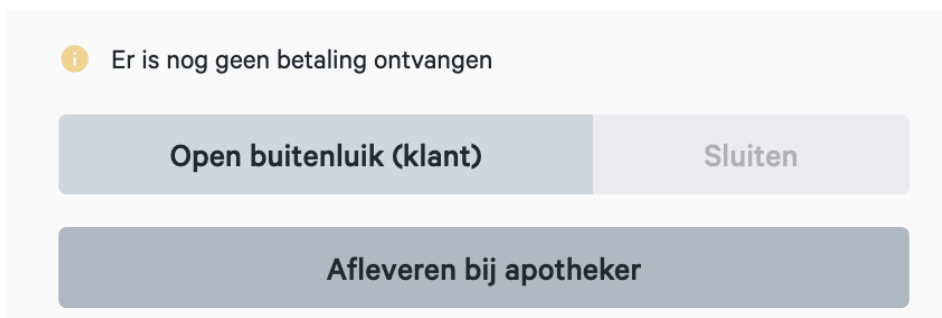 Er is nog geen betaling ontvangen
Open buitenluik (klant) Sluiten
Afleveren bij apotheker